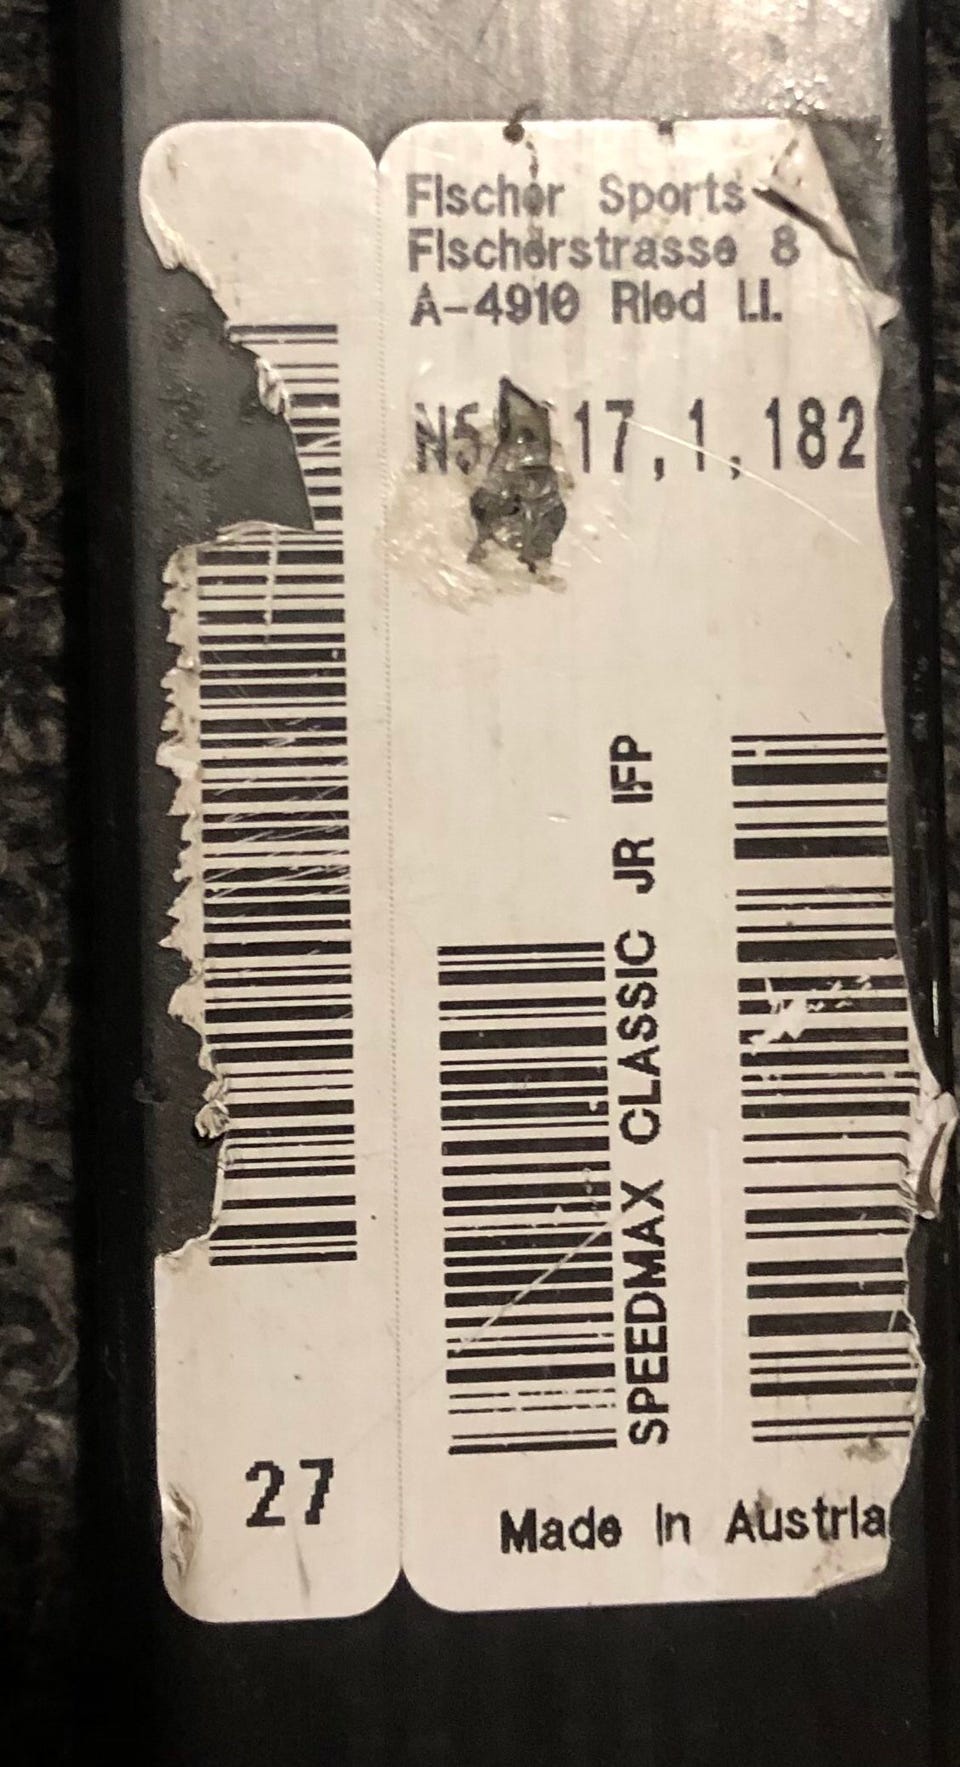 Fischer Sports
Fischerstrasse 8
A-4910 Ried i.I.
17,1,182
SPEEDMAX CLASSIC JR IFP
27
Made in Austria